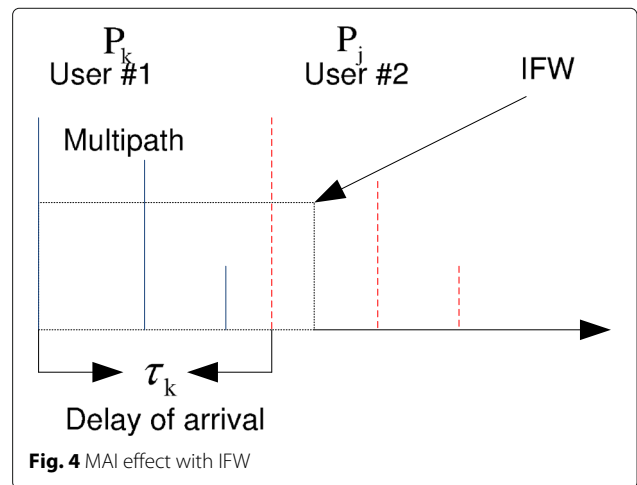 P_k
User #1
P_j
User #2
IFW
Multipath
τ_k
Delay of arrival
Fig. 4 MAI effect with IFW